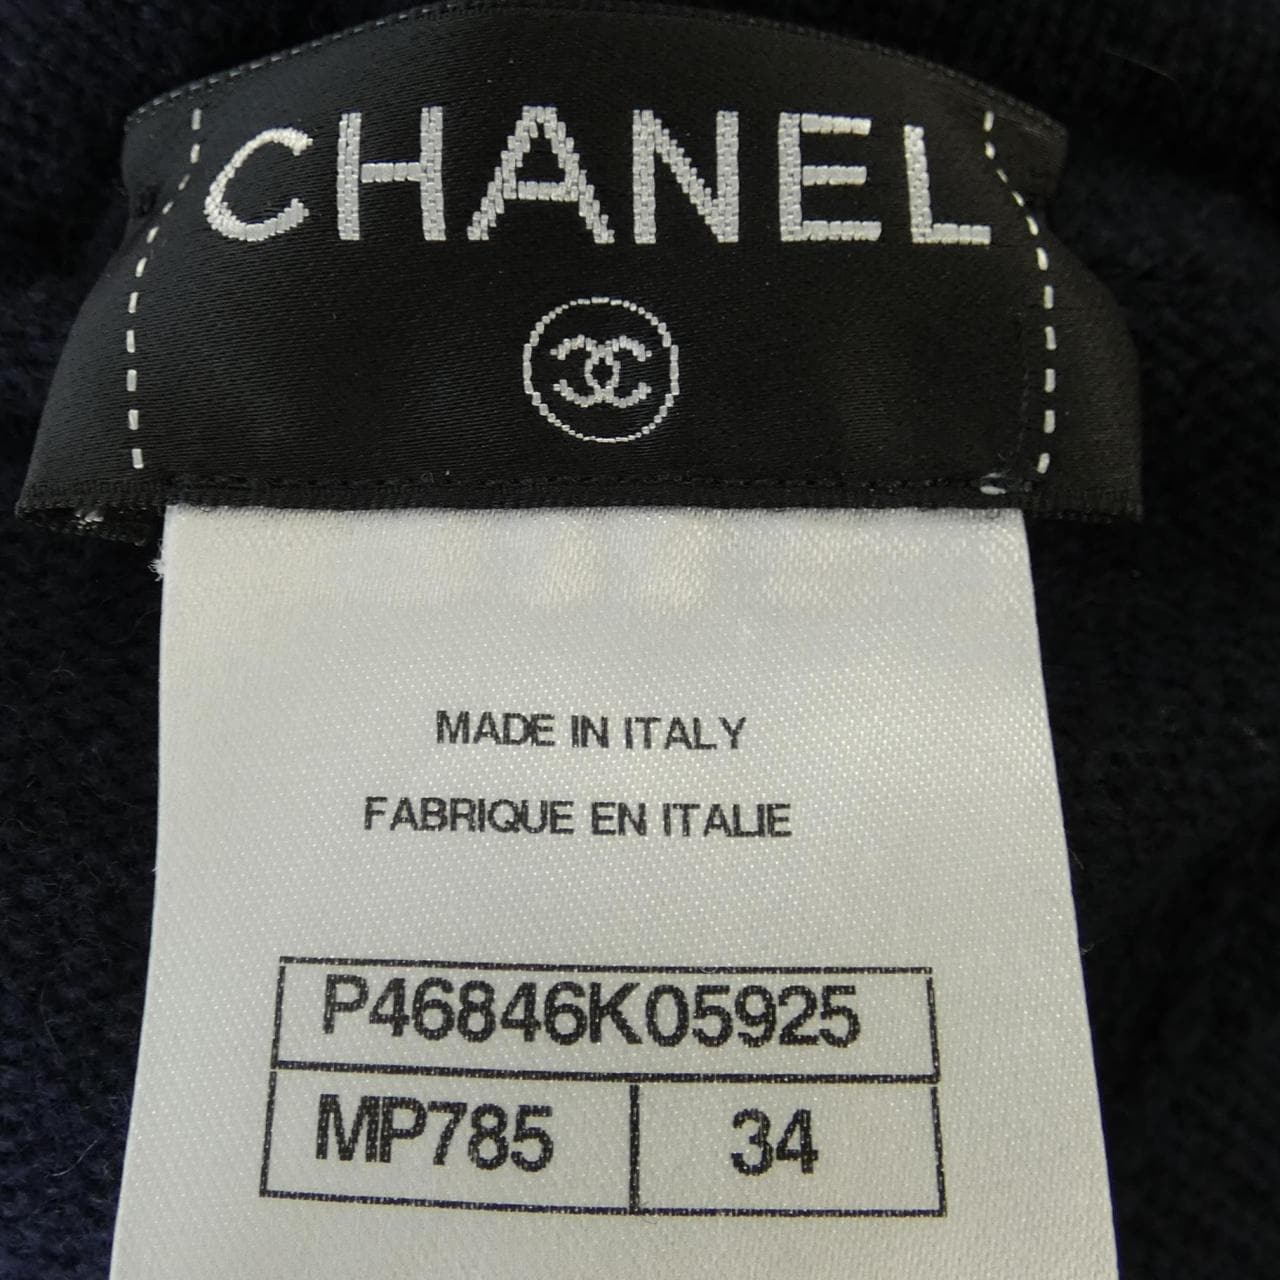 CHANEL
MADE IN ITALY
FABRIQUE EN ITALIE
P46846K05925
MP785 34